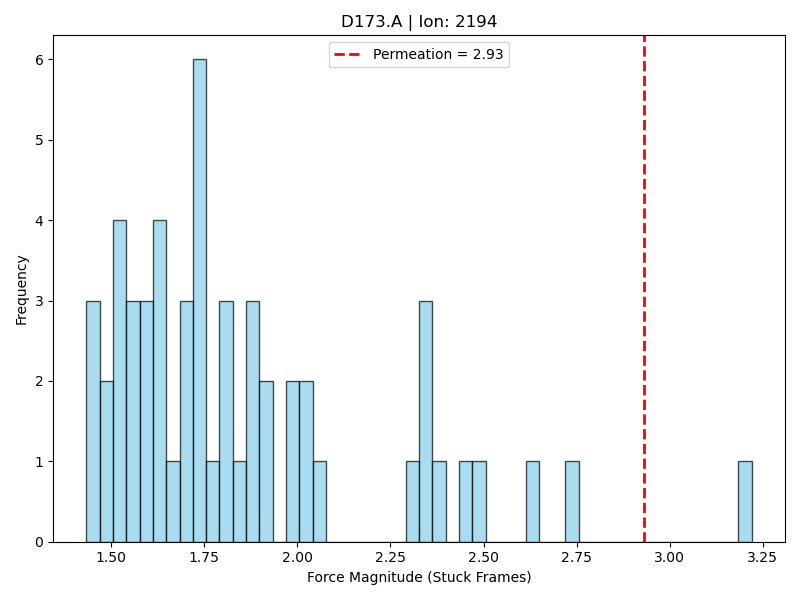 D173.A | Ion: 2194
Permeation = 2.93
Frequency
6
5
4
3
2
1
0
1.50 1.75 2.00 2.25 2.50 2.75 3.00 3.25
Force Magnitude (Stuck Frames)